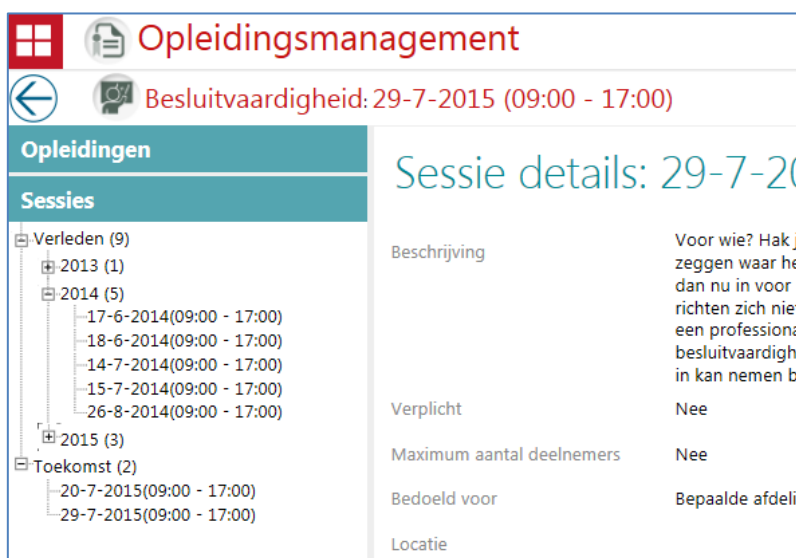 Opleidingsmanagement
Besluitvaardigheid: 29-7-2015 (09:00 - 17:00)
Opleidingen
Sessies
Verleden (9)
2013 (1)
2014 (5)
17-6-2014(09:00 - 17:00)
18-6-2014(09:00 - 17:00)
14-7-2014(09:00 - 17:00)
15-7-2014(09:00 - 17:00)
26-8-2014(09:00 - 17:00)
2015 (3)
Toekomst (2)
20-7-2015(09:00 - 17:00)
29-7-2015(09:00 - 17:00)
Sessie details: 29-7-20
Beschrijving
Voor wie? Hak j
zeggen waar he
dan nu in voor
richten zich nie
een professiona
besluitvaardigh
in kan nemen b
Verplicht Nee
Maximum aantal deelnemers Nee
Bedoeld voor Bepaalde afdeli
Locatie